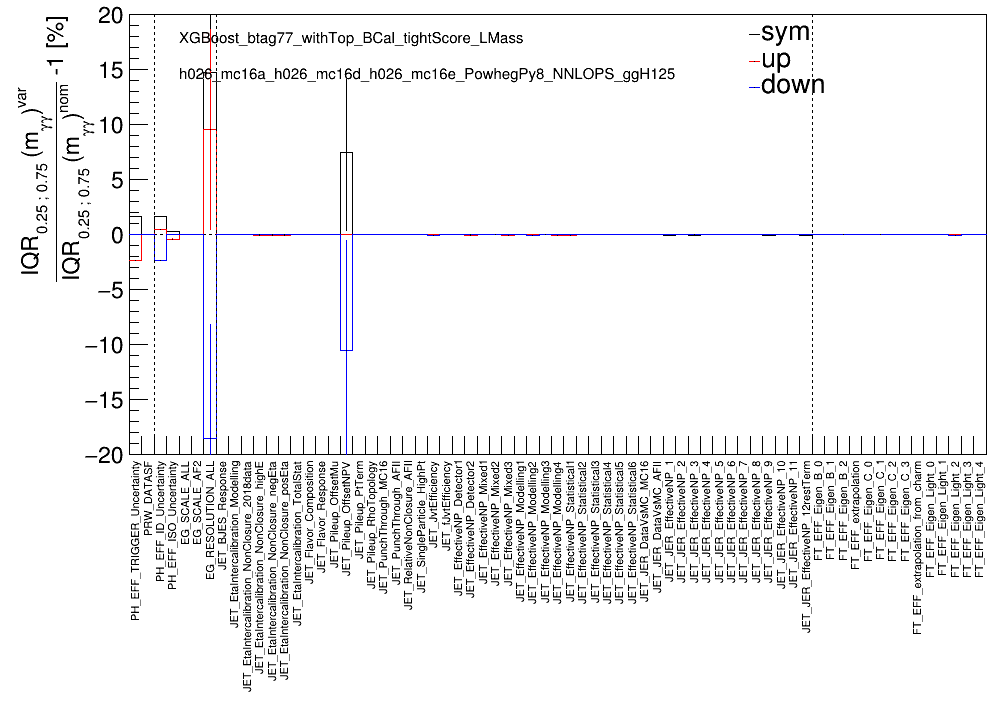 XGBoost_btag77_withTop_BCal_tightScore_LMass
h026_mc16a_h026_mc16d_h026_mc16e_PowhegPy8_NNLOPS_ggH125
sym
up
down
IQR0.25 ; 0.75 (mγγ)var
IQR0.25 ; 0.75 (mγγ)nom
-1 [%]
20
15
10
5
0
−5
−10
−15
−20
PH_EFF_TRIGGER_Uncertainty
PRW_DATASF
PH_EFF_ID_Uncertainty
PH_EFF_ISO_Uncertainty
EG_SCALE_ALL
EG_SCALE_AF2
EG_RESOLUTION_ALL
JET_BJES_Response
JET_EtaIntercalibration_Modelling
JET_EtaIntercalibration_NonClosure_2018data
JET_EtaIntercalibration_NonClosure_highE
JET_EtaIntercalibration_NonClosure_negEta
JET_EtaIntercalibration_NonClosure_posEta
JET_EtaIntercalibration_TotalStat
JET_Flavor_Composition
JET_Flavor_Response
JET_Pileup_OffsetMu
JET_Pileup_OffsetNPV
JET_Pileup_PtTerm
JET_Pileup_RhoTopology
JET_PunchThrough_MC16
JET_PunchThrough_AFII
JET_RelativeNonClosure_AFII
JET_SingleParticle_HighPt
JET_JvtEfficiency
JET_fJvtEfficiency
JET_EffectiveNP_Detector1
JET_EffectiveNP_Detector2
JET_EffectiveNP_Mixed1
JET_EffectiveNP_Mixed2
JET_EffectiveNP_Mixed3
JET_EffectiveNP_Modelling1
JET_EffectiveNP_Modelling2
JET_EffectiveNP_Modelling3
JET_EffectiveNP_Modelling4
JET_EffectiveNP_Statistical1
JET_EffectiveNP_Statistical2
JET_EffectiveNP_Statistical3
JET_EffectiveNP_Statistical4
JET_EffectiveNP_Statistical5
JET_EffectiveNP_Statistical6
JET_JER_DataVsMC_MC16
JET_JER_DataVsMC_AFII
JET_JER_EffectiveNP_1
JET_JER_EffectiveNP_2
JET_JER_EffectiveNP_3
JET_JER_EffectiveNP_4
JET_JER_EffectiveNP_5
JET_JER_EffectiveNP_6
JET_JER_EffectiveNP_7
JET_JER_EffectiveNP_8
JET_JER_EffectiveNP_9
JET_JER_EffectiveNP_10
JET_JER_EffectiveNP_11
JET_JER_EffectiveNP_12restTerm
FT_EFF_Eigen_B_0
FT_EFF_Eigen_B_1
FT_EFF_Eigen_B_2
FT_EFF_extrapolation
FT_EFF_Eigen_C_0
FT_EFF_Eigen_C_1
FT_EFF_Eigen_C_2
FT_EFF_Eigen_C_3
FT_EFF_extrapolation_from_charm
FT_EFF_Eigen_Light_0
FT_EFF_Eigen_Light_1
FT_EFF_Eigen_Light_2
FT_EFF_Eigen_Light_3
FT_EFF_Eigen_Light_4